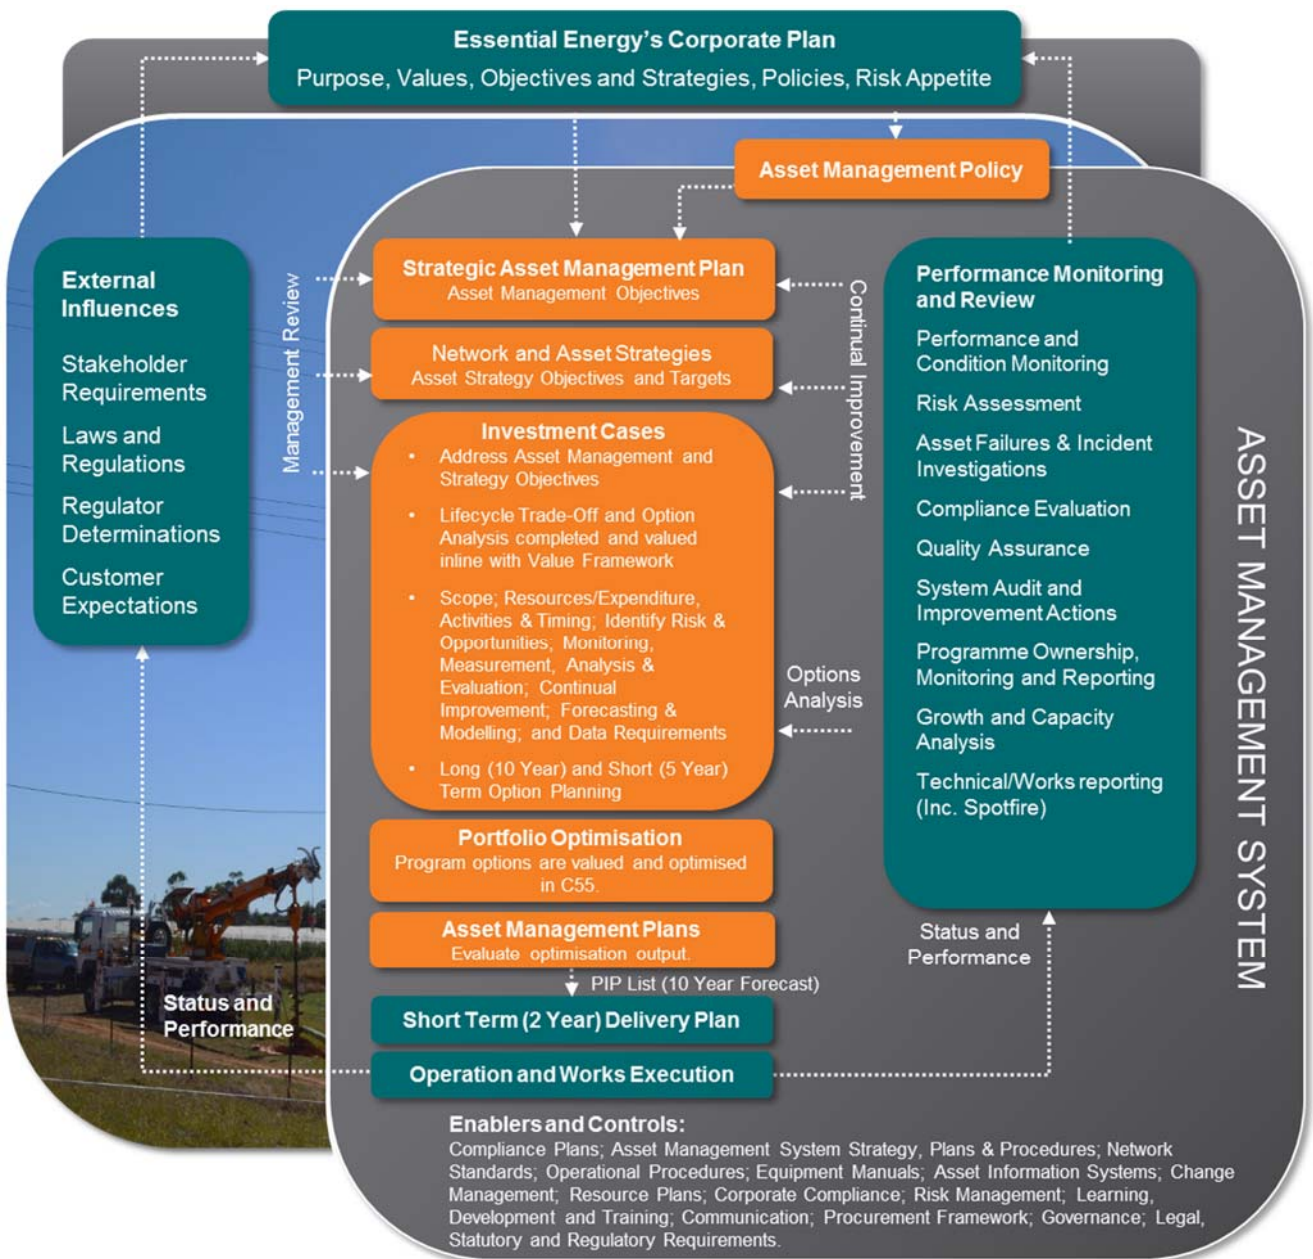 Essential Energy's Corporate Plan
Purpose, Values, Objectives and Strategies, Policies, Risk Appetite
Asset Management Policy
External
Influences
Stakeholder
Requirements
Laws and
Regulations
Regulator
Determinations
Customer
Expectations
Management Review
Strategic Asset Management Plan
Asset Management Objectives
Network and Asset Strategies
Asset Strategy Objectives and Targets
Investment Cases
• Address Asset Management and
Strategy Objectives
• Lifecycle Trade-Off and Option
Analysis completed and valued
inline with Value Framework
• Scope; Resources/Expenditure,
Activities & Timing; Identify Risk &
Opportunities; Monitoring,
Measurement, Analysis &
Evaluation; Continual
Improvement; Forecasting &
Modelling; and Data Requirements
• Long (10 Year) and Short (5 Year)
Term Option Planning
Portfolio Optimisation
Program options are valued and optimised
in C55.
Asset Management Plans
Evaluate optimisation output.
PIP List (10 Year Forecast)
Short Term (2 Year) Delivery Plan
Operation and Works Execution
Continual Improvement
Options
Analysis
Performance Monitoring
and Review
Performance and
Condition Monitoring
Risk Assessment
Asset Failures & Incident
Investigations
Compliance Evaluation
Quality Assurance
System Audit and
Improvement Actions
Programme Ownership,
Monitoring and Reporting
Growth and Capacity
Analysis
Technical/Works reporting
(Inc. Spotfire)
Status and
Performance
Status and
Performance
ASSET MANAGEMENT SYSTEM
Enablers and Controls:
Compliance Plans; Asset Management System Strategy, Plans & Procedures; Network
Standards; Operational Procedures; Equipment Manuals; Asset Information Systems; Change
Management; Resource Plans; Corporate Compliance; Risk Management; Learning,
Development and Training; Communication; Procurement Framework; Governance; Legal,
Statutory and Regulatory Requirements.